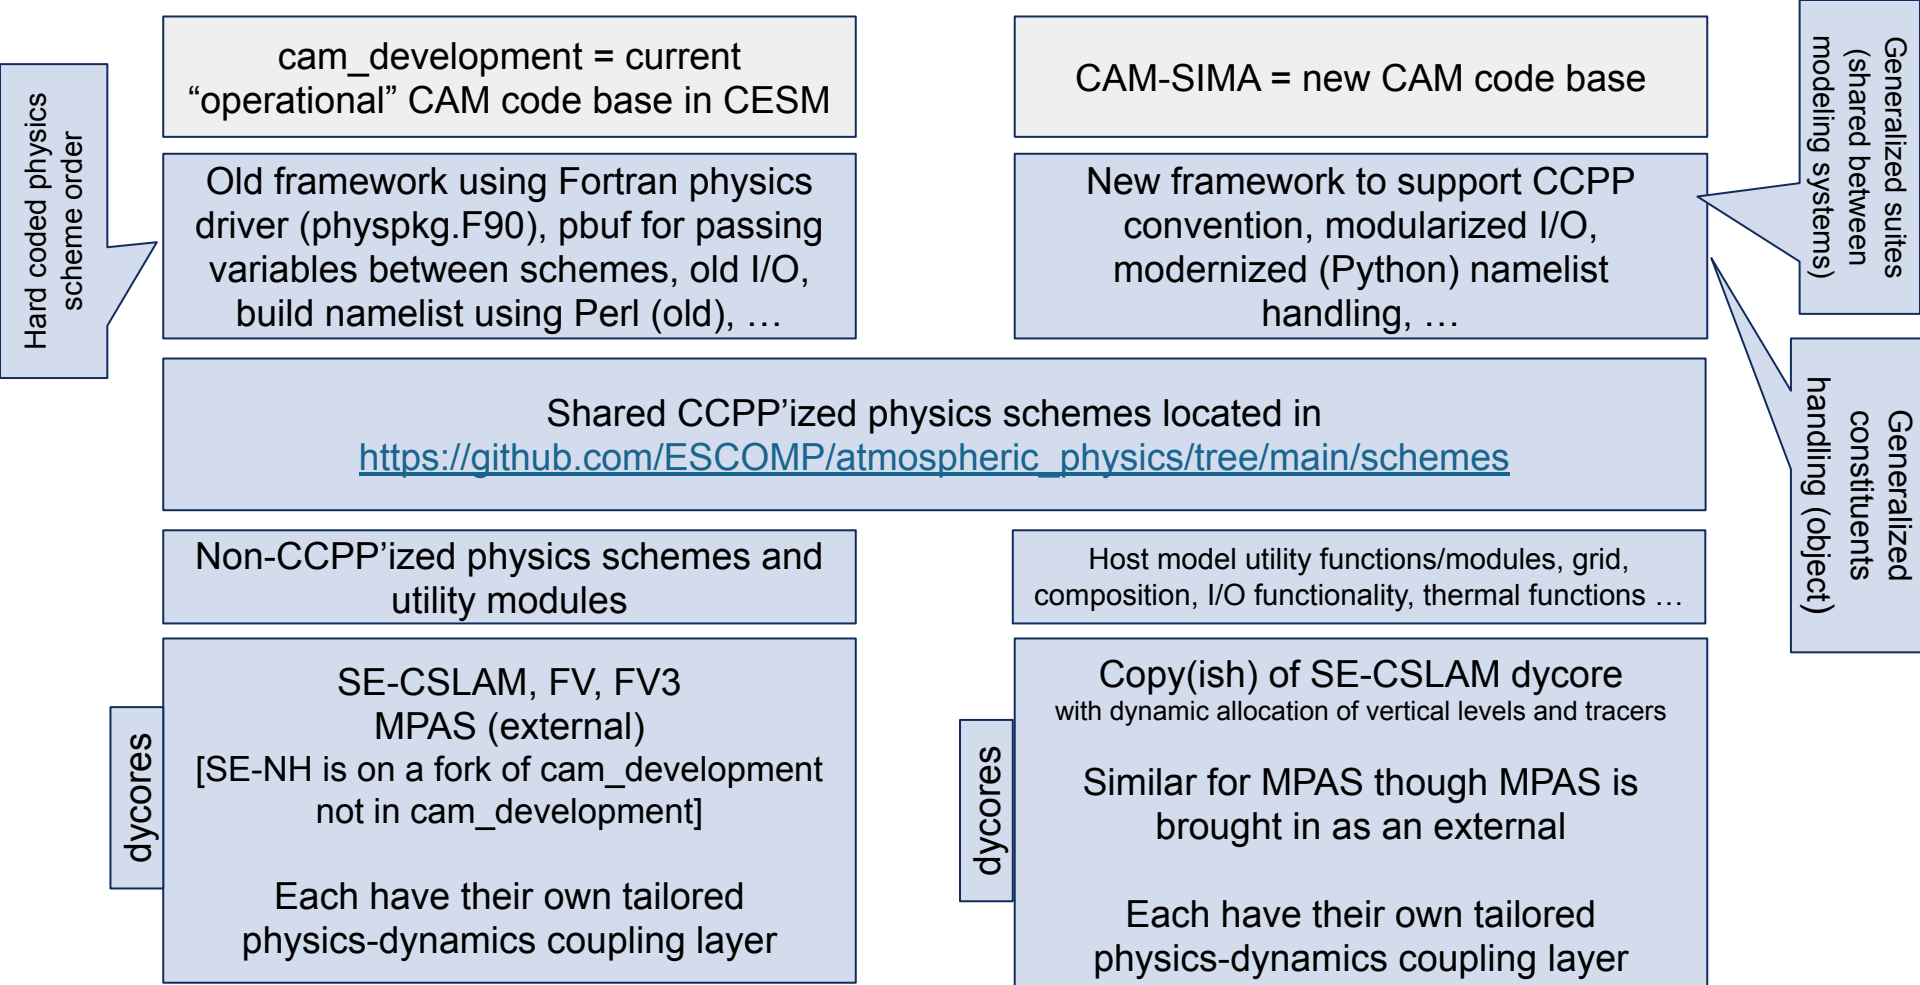 cam_development = current
“operational” CAM code base in CESM
CAM-SIMA = new CAM code base
Hard coded physics
scheme order
Old framework using Fortran physics
driver (physpkg.F90), pbuf for passing
variables between schemes, old I/O,
build namelist using Perl (old), …
New framework to support CCPP
convention, modularized I/O,
modernized (Python) namelist
handling, …
Generalized suites
(shared between
modeling systems)
Shared CCPP’ized physics schemes located in
https://github.com/ESCOMP/atmospheric_physics/tree/main/schemes
Generalized
constituents
handling (object)
Non-CCPP’ized physics schemes and
utility modules
Host model utility functions/modules, grid,
composition, I/O functionality, thermal functions …
dycores
SE-CSLAM, FV, FV3
MPAS (external)
[SE-NH is on a fork of cam_development
not in cam_development]
Each have their own tailored
physics-dynamics coupling layer
dycores
Copy(ish) of SE-CSLAM dycore
with dynamic allocation of vertical levels and tracers
Similar for MPAS though MPAS is
brought in as an external
Each have their own tailored
physics-dynamics coupling layer